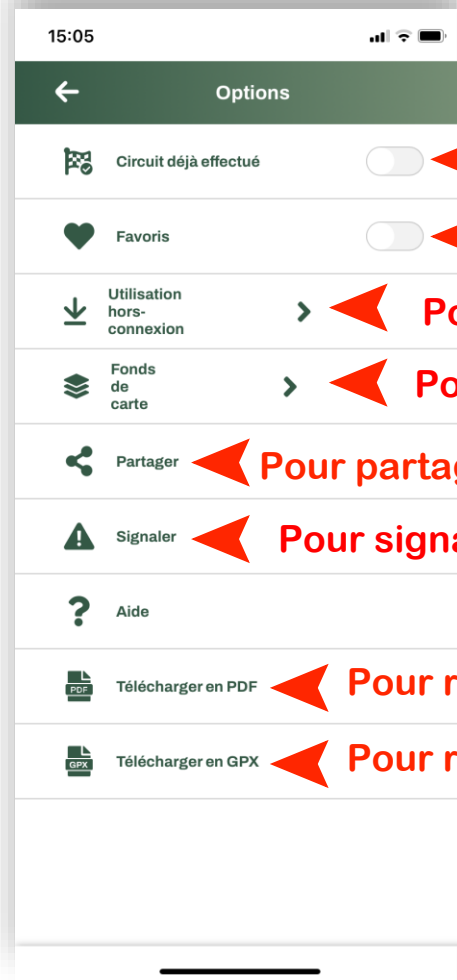 15:05
Options
Circuit déjà effectué
Favoris
Utilisation
hors-
connexion
Po
Fonds
de
carte
Po
Partager
Pour partag
Signaler
Pour signa
Aide
PDF
Télécharger en PDF
Pour r
GPX
Télécharger en GPX
Pour r